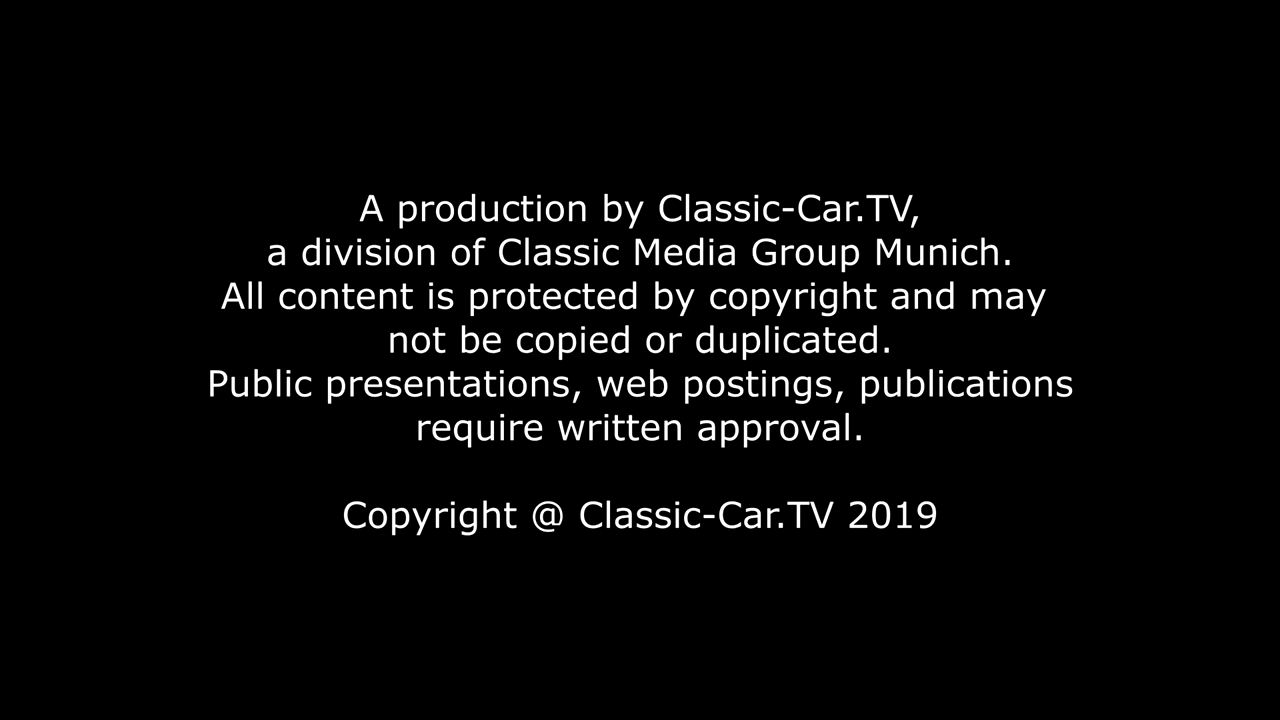 A production by Classic-Car.TV,
a division of Classic Media Group Munich.
All content is protected by copyright and may
not be copied or duplicated.
Public presentations, web postings, publications
require written approval.
Copyright @ Classic-Car.TV 2019